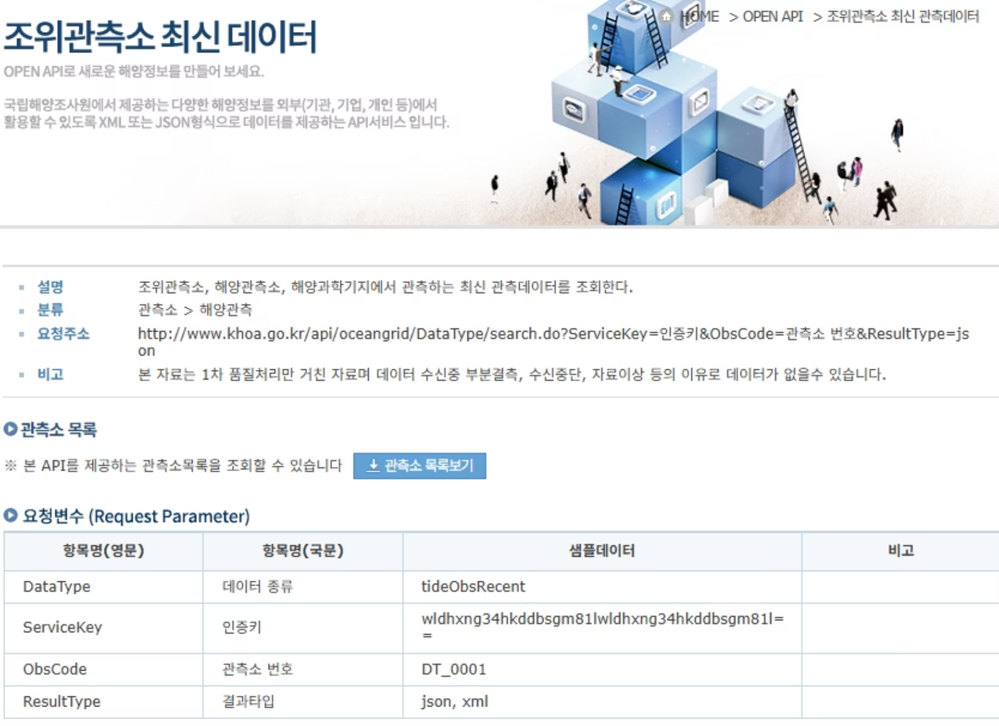 HOME > OPEN API > 조위관측소 최신 관측데이터
조위관측소 최신 데이터
OPEN API로 새로운 해양정보를 만들어 보세요.
국립해양조사원에서 제공하는 다양한 해양정보를 외부(기관, 기업, 개인 등)에서
활용할 수 있도록 XML 또는 JSON형식으로 데이터를 제공하는 API서비스 입니다.
설명 조위관측소, 해양관측소, 해양과학기지에서 관측하는 최신 관측데이터를 조회한다.
분류 관측소 > 해양관측
요청주소 http://www.khoa.go.kr/api/oceangrid/DataType/search.do?ServiceKey=인증키&ObsCode=관측소 번호&ResultType=js
on
비고 본 자료는 1차 품질처리만 거친 자료며 데이터 수신중 부분결측, 수신중단, 자료이상 등의 이유로 데이터가 없을수 있습니다.
관측소 목록
※ 본 API를 제공하는 관측소목록을 조회할 수 있습니다 관측소 목록보기
요청변수 (Request Parameter)
항목명(영문) 항목명(국문) 샘플데이터 비고
DataType 데이터 종류 tideObsRecent
ServiceKey 인증키 wldhxng34hkddbsgm81lwldhxng34hkddbsgm81l=
=
ObsCode 관측소 번호 DT_0001
ResultType 결과타입 json, xml